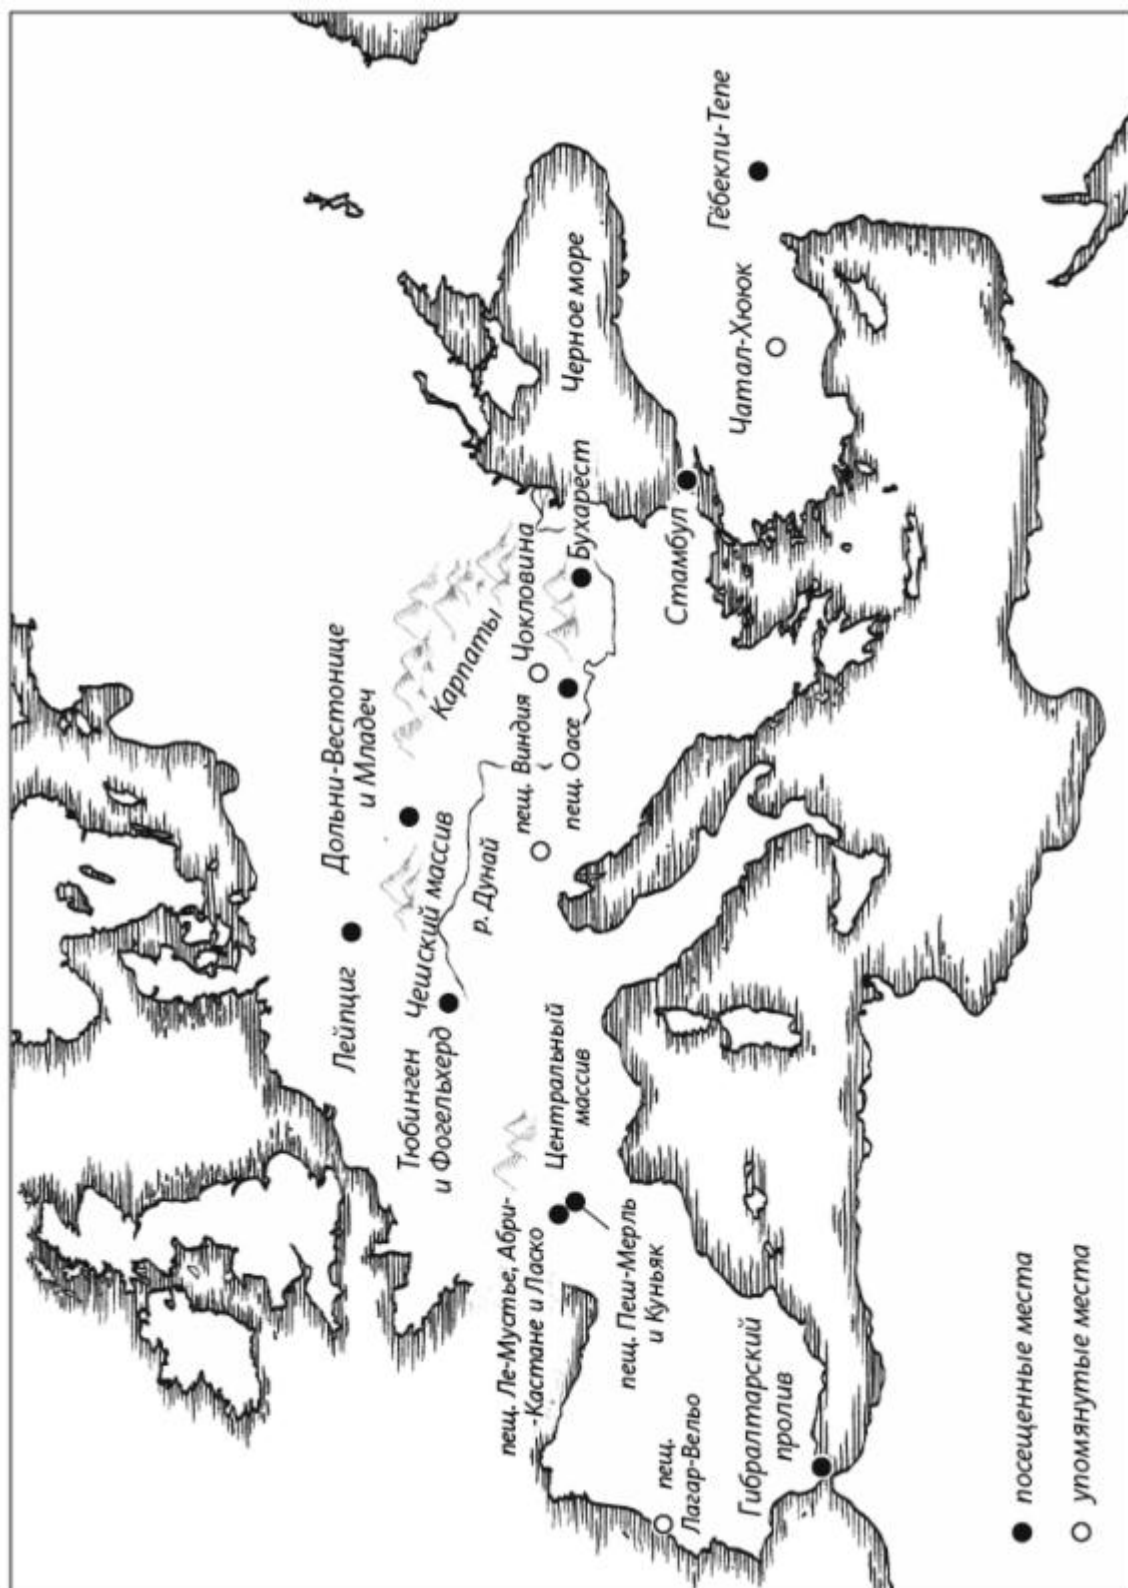 Лейпциг
Дольни-Вестонице
и Младеч
Тюбинген
и Фогельхерд
Чешский массив
р. Дунай
Карпаты
пещ. Виндия
Чокловина
пещ. Оасе
Бухарест
Черное море
Стамбул
Чатал-Хююк
Гёбекли-Тепе
пещ. Ле-Мустье, Абри-
-Кастане и Ласко
Центральный
массив
пещ. Пеш-Мерль
и Куньяк
пещ.
Лагар-Вельо
Гибралтарский
пролив
посещенные места
упомянутые места